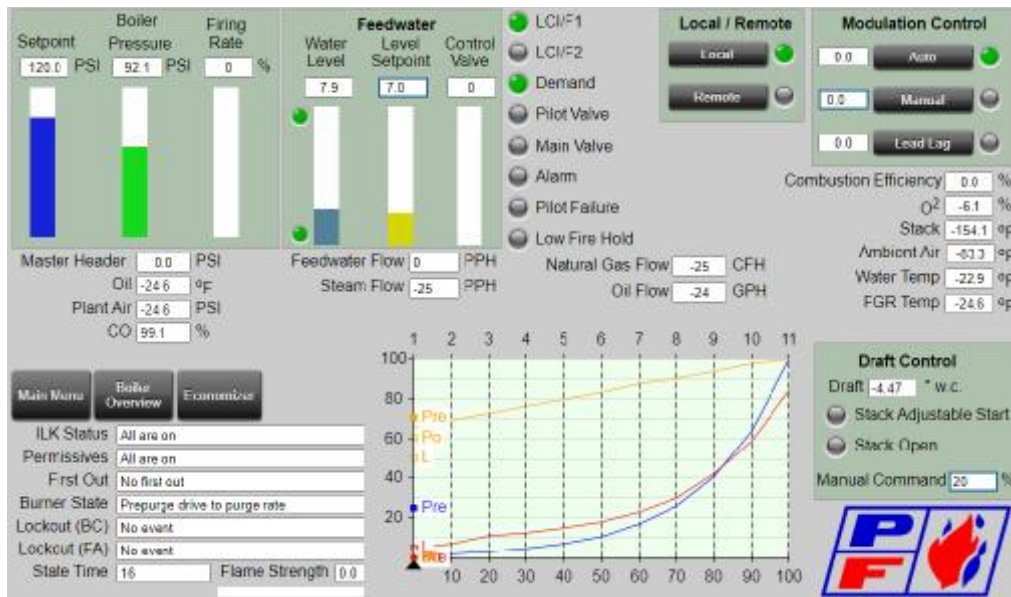 Setpoint
120.0 PSI
Boiler Pressure
92.1 PSI
Firing Rate
0 %
Feedwater
Water Level
7.9
Level Setpoint
7.0
Control Valve
0
LCI/F1
LCI/F2
Demand
Pilot Valve
Main Valve
Alarm
Pilot Failure
Low Fire Hold
Local / Remote
Local
Remote
Modulation Control
0.0 Auto
0.0 Manual
0.0 Lead Lag
Combustion Efficiency 0.0 %
O2 -6.1 %
Stack -154.1 ºF
Ambient Air -83.3 ºF
Water Temp -22.9 ºF
FGR Temp -24.6 ºF
Master Header 0.0 PSI
Oil -24.6 ºF
Plant Air -24.6 PSI
CO 99.1 %
Feedwater Flow 0 PPH
Steam Flow -25 PPH
Natural Gas Flow -25 CFH
Oil Flow -24 GPH
Main Menu
Boiler Overview
Economizer
ILK Status All are on
Permissives All are on
First Out No first out
Burner State Prepurge drive to purge rate
Lockout (BC) No event
Lockout (FA) No event
State Time 16 Flame Strength 0.0
1 2 3 4 5 6 7 8 9 10 11
100
80
60
40
20
Pre
Po
L
Pre
10 20 30 40 50 60 70 80 90 100
Draft Control
Draft -4.47 " w.c.
Stack Adjustable Start
Stack Open
Manual Command 20 %
PF